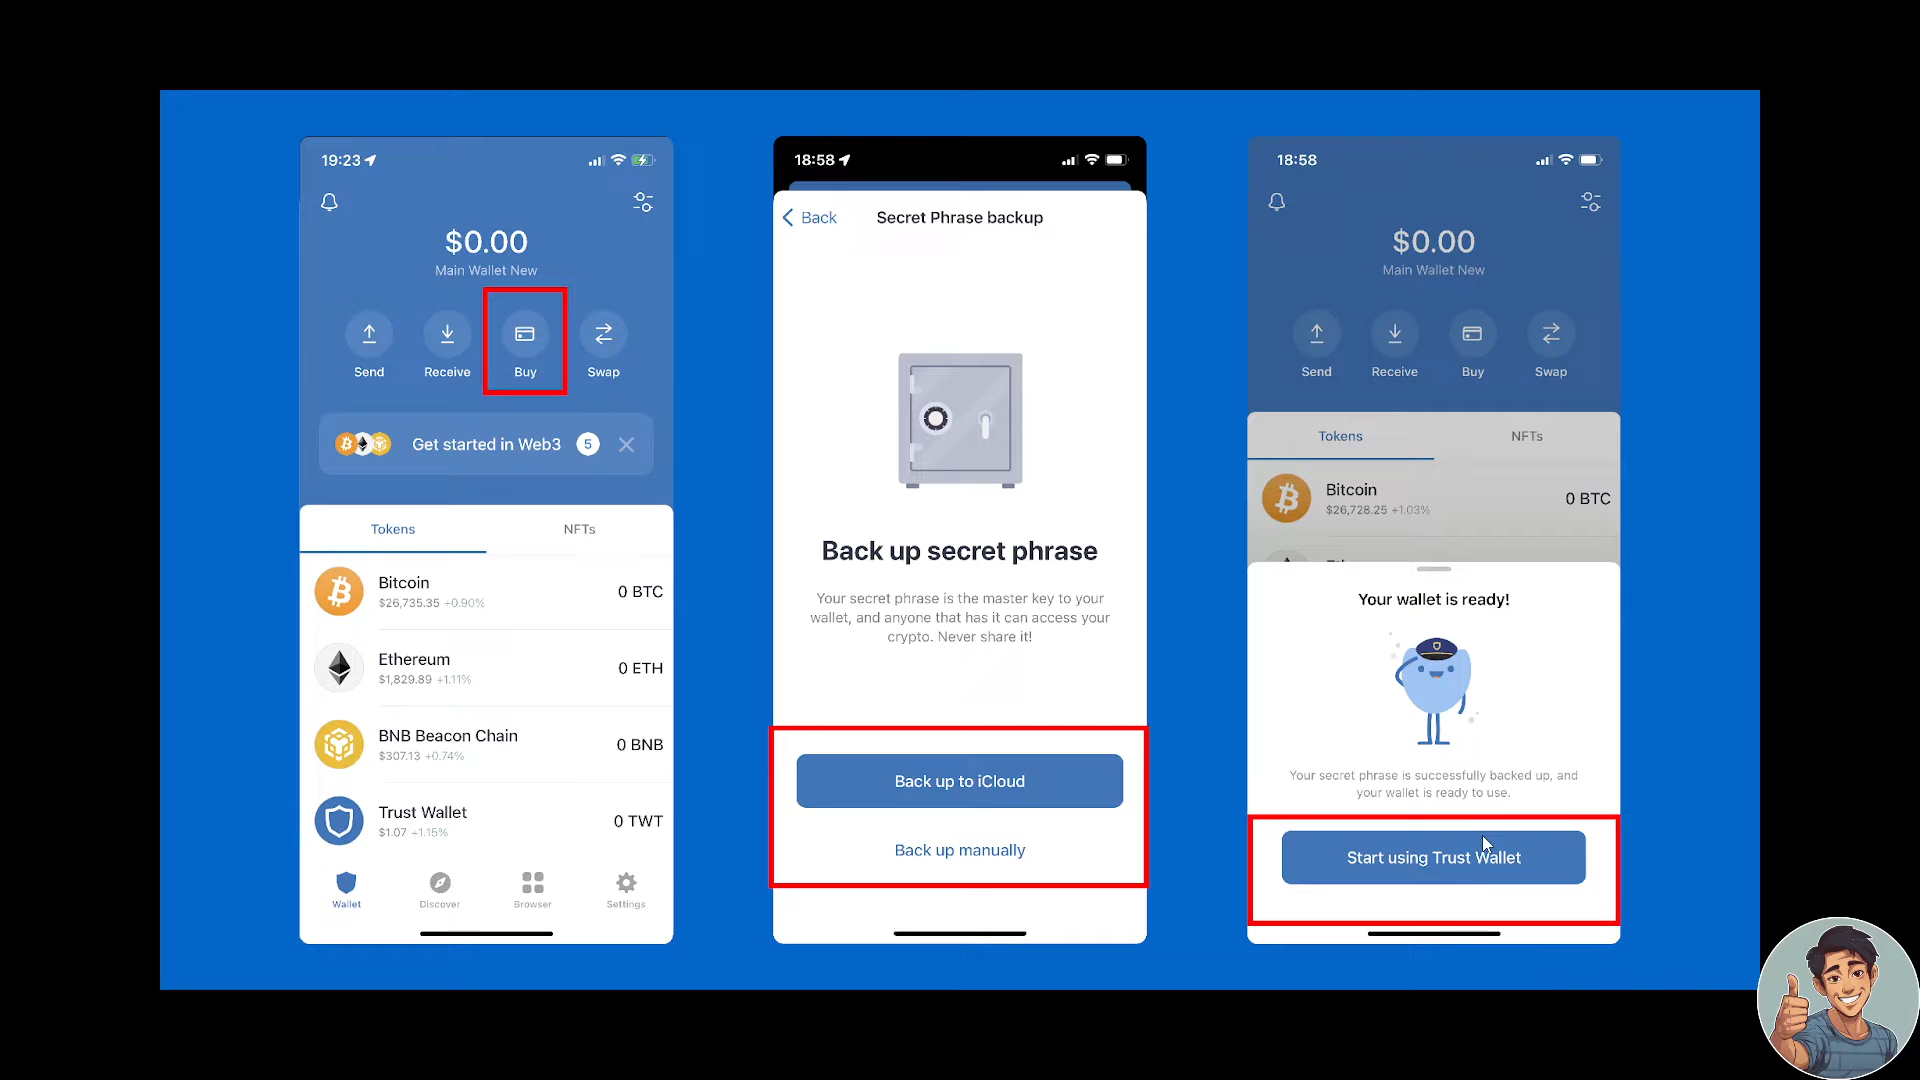 19:23
$0.00
Main Wallet New
Send Receive Buy Swap
Get started in Web3 5
Tokens NFTs
Bitcoin
$26,735.35 +0.90%
0 BTC
Ethereum
$1,829.89 +1.11%
0 ETH
BNB Beacon Chain
$307.13 +0.74%
0 BNB
Trust Wallet
$1.07 +1.15%
0 TWT
Wallet Discover Browser Settings
18:58
Back Secret Phrase backup
Back up secret phrase
Your secret phrase is the master key to your
wallet, and anyone that has it can access your
crypto. Never share it!
Back up to iCloud
Back up manually
18:58
$0.00
Main Wallet New
Send Receive Buy Swap
Tokens NFTs
Bitcoin
$26,728.25 +1.03%
0 BTC
Your wallet is ready!
Your secret phrase is successfully backed up, and
your wallet is ready to use.
Start using Trust Wallet